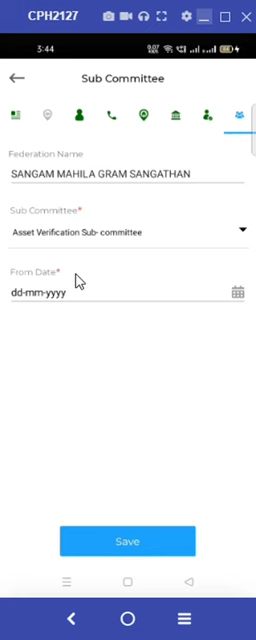 CPH2127
3:44
Sub Committee
Federation Name
SANGAM MAHILA GRAM SANGATHAN
Sub Committee*
Asset Verification Sub- committee
From Date*
dd-mm-yyyy
Save